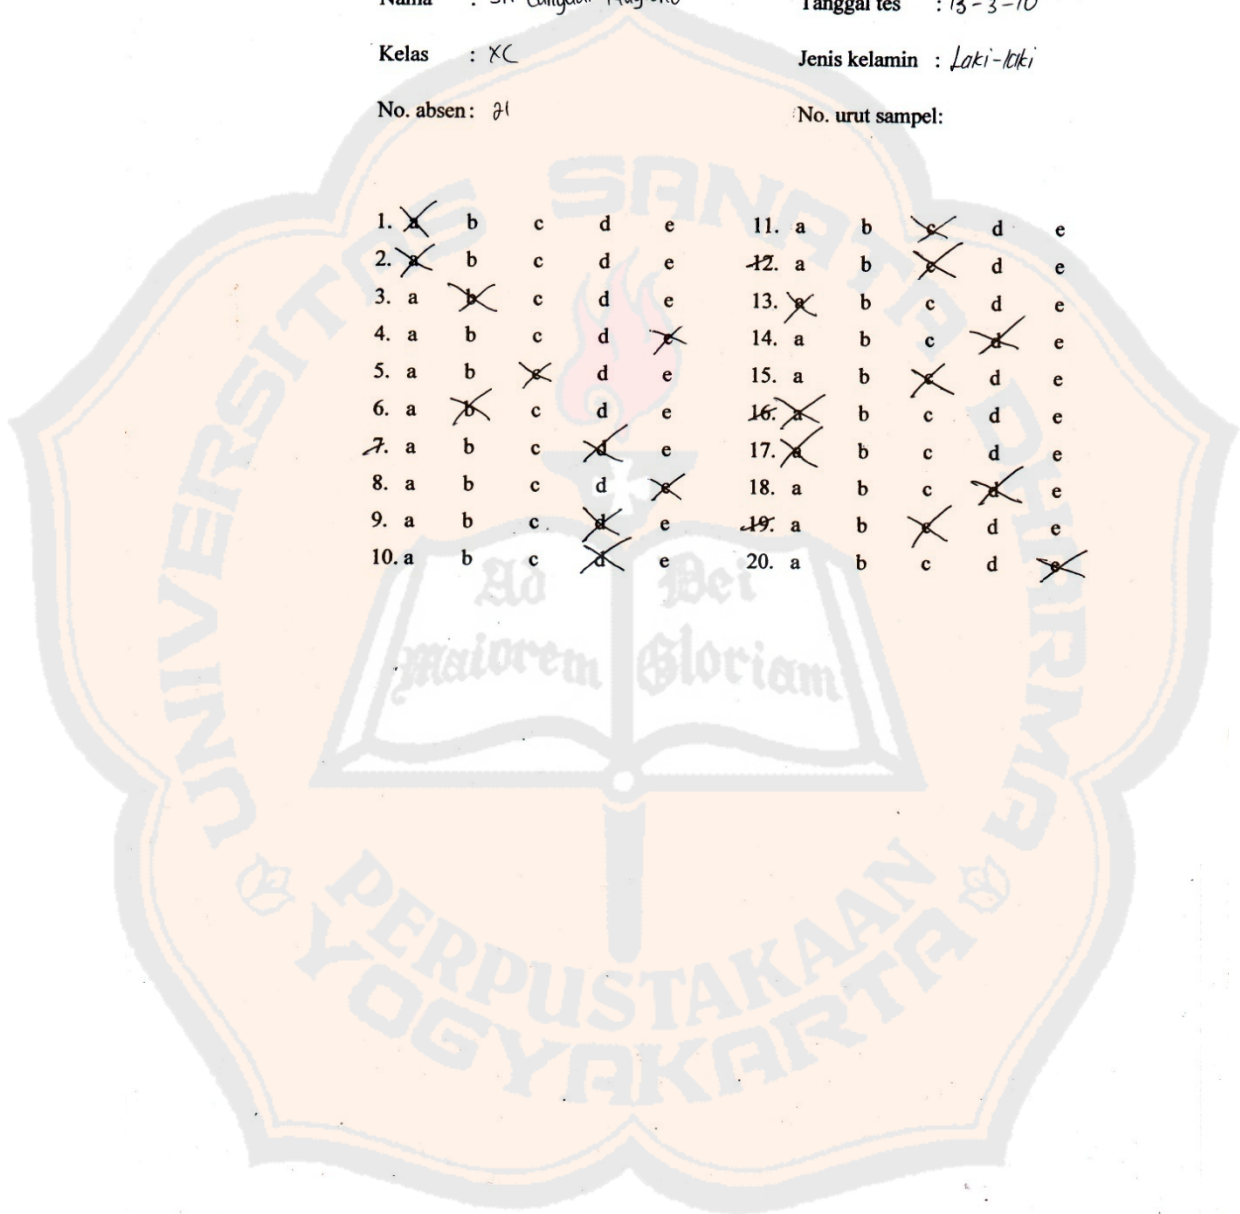 Nama : Sri Tanggal tes : 13-3-10
Kelas : XC Jenis kelamin : Laki-laki
No. absen : 21 No. urut sampel:
1. a b c d e 11. a b c d e
2. a b c d e 12. a b c d e
3. a b c d e 13. a b c d e
4. a b c d e 14. a b c d e
5. a b c d e 15. a b c d e
6. a b c d e 16. a b c d e
7. a b c d e 17. a b c d e
8. a b c d e 18. a b c d e
9. a b c d e 19. a b c d e
10. a b c d e 20. a b c d e
UNIVERSITAS SANATA DHARMA
Ad Dei
maiorem Gloriam
PERPUSTAKAAN
YOGYAKARTA